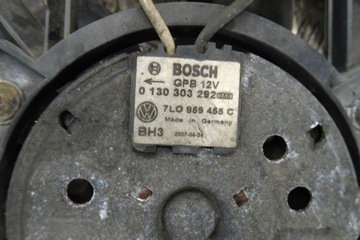 BOSCH
GPB 12V
0 130 303 292
7L0 959 455 C
Made in Germany
BH3